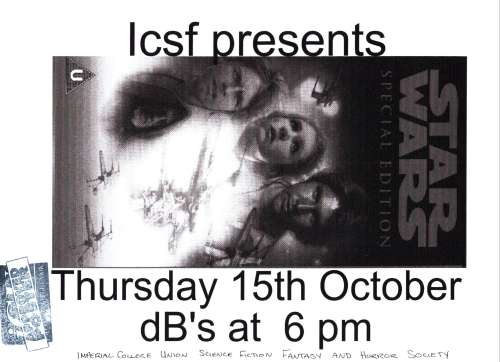 Icsf presents
U
STAR
WARS
SPECIAL EDITION
Thursday 15th October
dB's at 6 pm
IMPERIAL COLLEGE UNION SCIENCE FICTION FANTASY AND HORROR SOCIETY